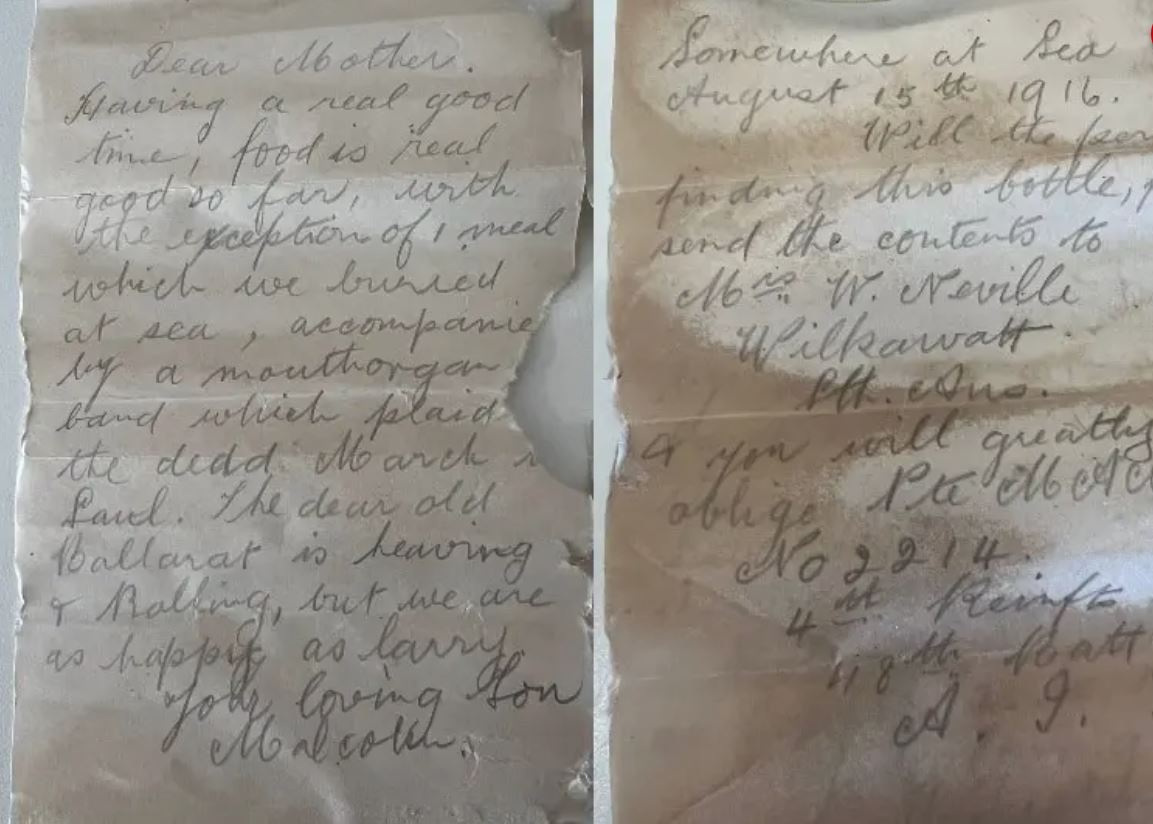 Dear Mother.
Having a real good
time, food is real
good so far, with
the exception of 1 meal
which we buried
at sea, accompanie
by a mouthorgan
band which plaid
the dedd March
Saul. The dear old
Ballarat is heaving
& Rolling, but we are
as happy as larry.
Your loving Son
Malcolm.
Somewhere at Sea
August 15th 1916.
Will the per
finding this bottle, p
send the contents to
Mrs W. Neville
Wilkawatt.
Sth. Aus.
& you will greatly
oblige Pte M
No 2214.
4th Reinfts
48th Batt
A. I.